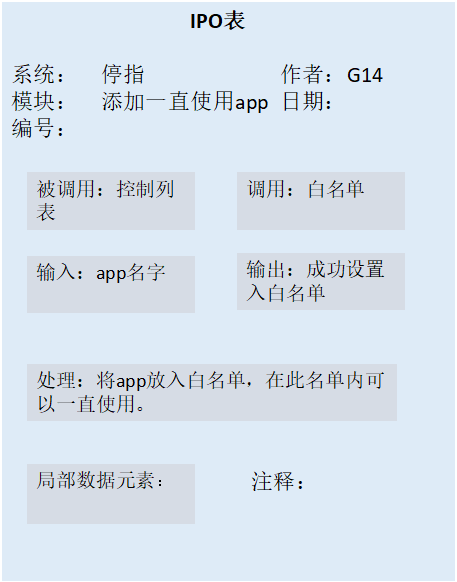 IPO表
系统： 停指 作者：G14
模块： 添加一直使用app 日期：
编号：
被调用：控制列
表
调用：白名单
输入：app名字
输出：成功设置
入白名单
处理：将app放入白名单，在此名单内可
以一直使用。
局部数据元素：
注释：